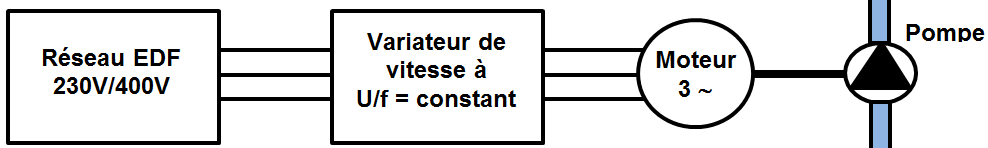 Réseau EDF
230V/400V
Variateur de
vitesse à
U/f = constant
Moteur
3 ~
Pompe